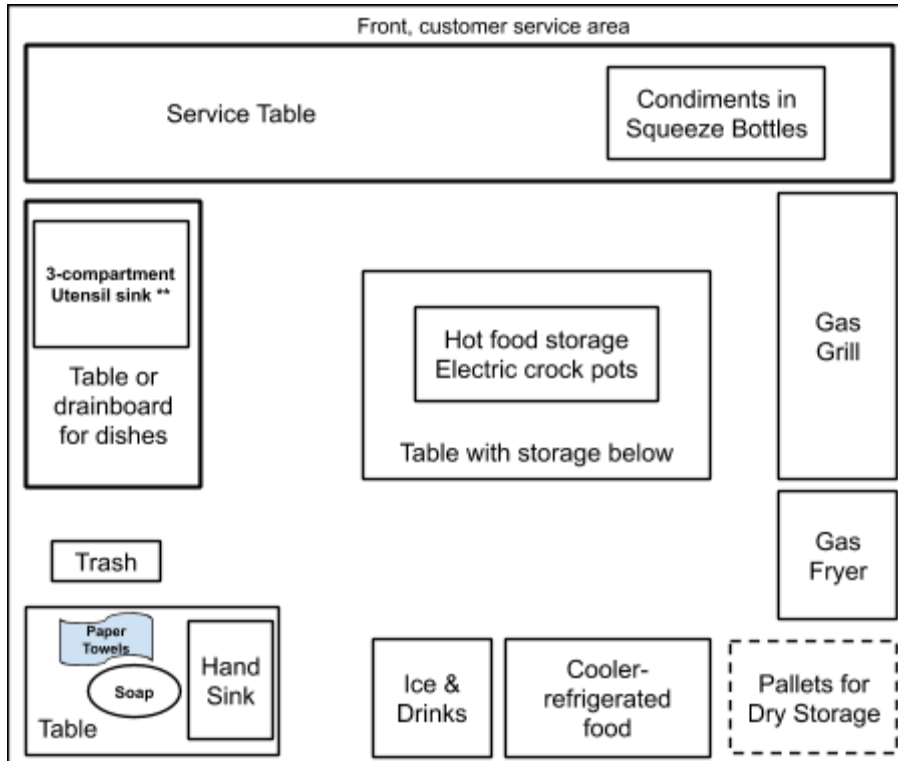 Front, customer service area
Service Table
Condiments in
Squeeze Bottles
3-compartment
Utensil sink **
Table or
drainboard
for dishes
Hot food storage
Electric crock pots
Table with storage below
Gas
Grill
Gas
Fryer
Trash
Paper
Towels
Soap
Hand
Sink
Table
Ice &
Drinks
Cooler-
refrigerated
food
Pallets for
Dry Storage